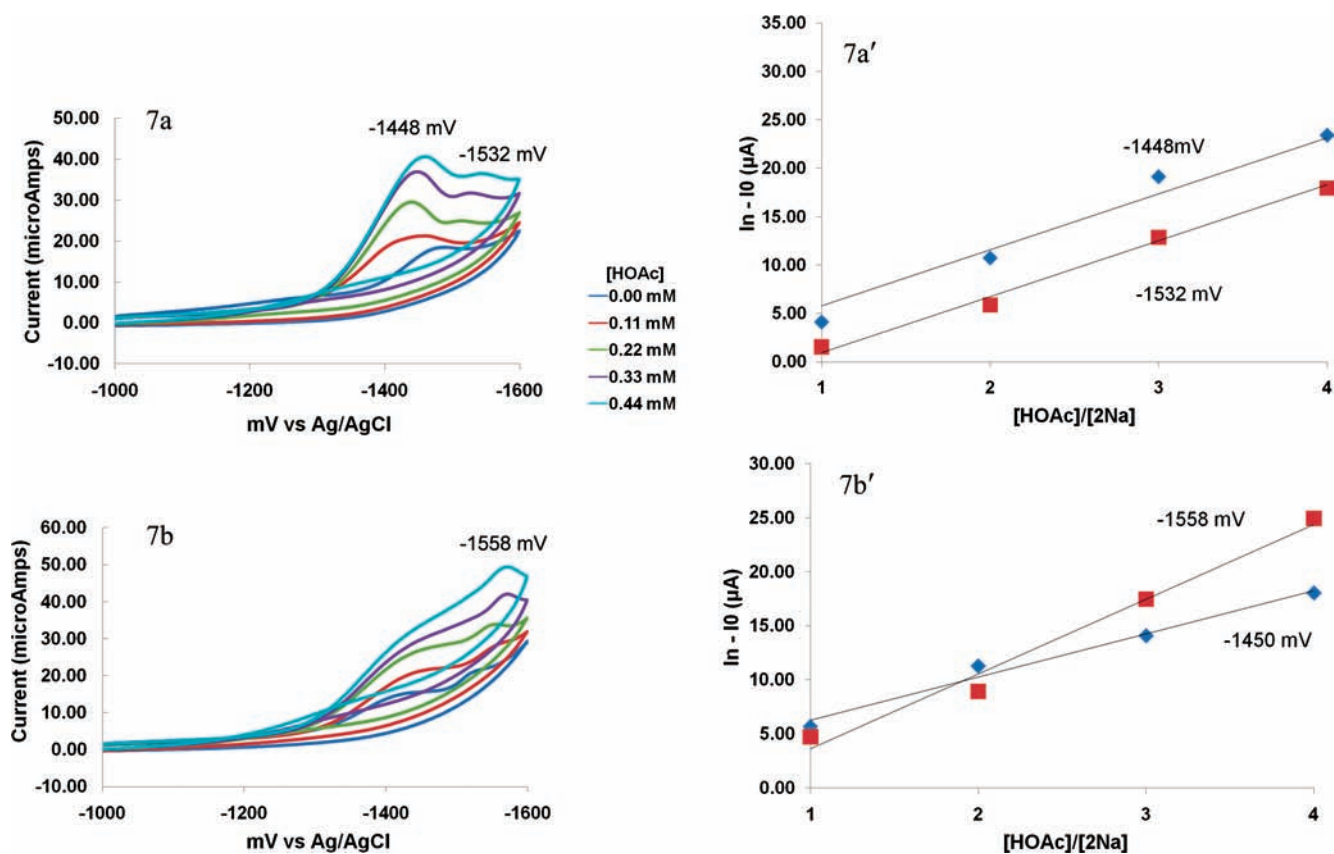 7a
-1448 mV
-1532 mV
50.00
40.00
30.00
20.00
10.00
0.00
-10.00
Current (microAmps)
-1000
-1200
-1400
-1600
mV vs Ag/AgCl
[HOAc]
0.00 mM
0.11 mM
0.22 mM
0.33 mM
0.44 mM
7a′
35.00
30.00
25.00
20.00
15.00
10.00
5.00
0.00
In - I0 (µA)
-1448mV
-1532 mV
1
2
3
4
[HOAc]/[2Na]
7b
-1558 mV
60.00
50.00
40.00
30.00
20.00
10.00
0.00
-10.00
Current (microAmps)
-1000
-1200
-1400
-1600
mV vs Ag/AgCl
7b′
30.00
25.00
20.00
15.00
10.00
5.00
0.00
In - I0 (µA)
-1558 mV
-1450 mV
1
2
3
4
[HOAc]/[2Na]